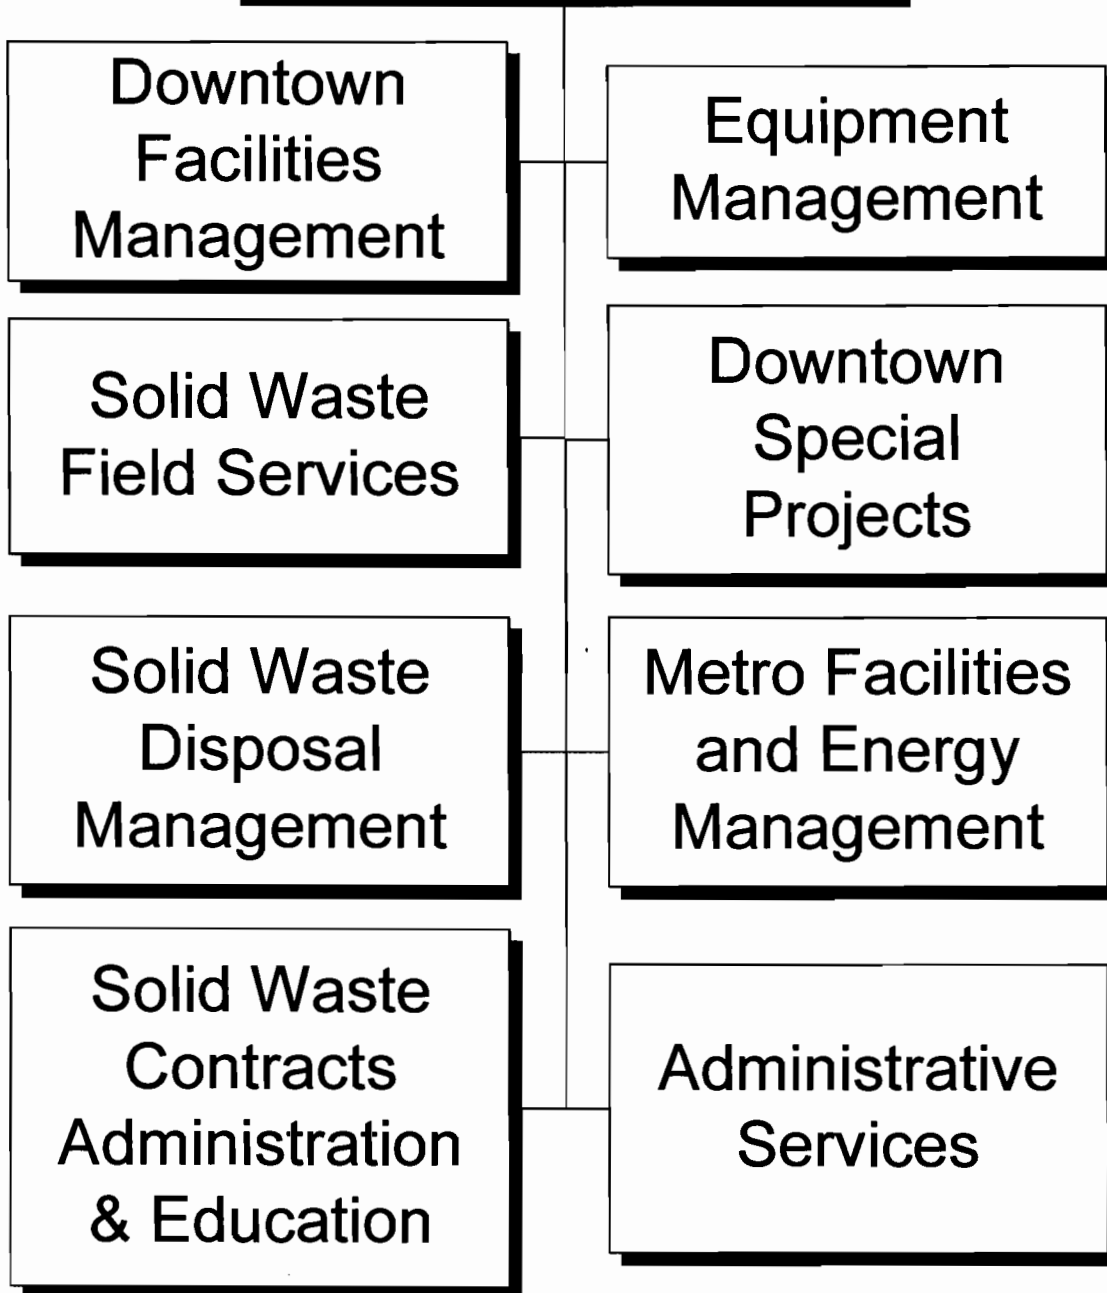 Downtown
Facilities
Management
Equipment
Management
Solid Waste
Field Services
Downtown
Special
Projects
Solid Waste
Disposal
Management
Metro Facilities
and Energy
Management
Solid Waste
Contracts
Administration
& Education
Administrative
Services